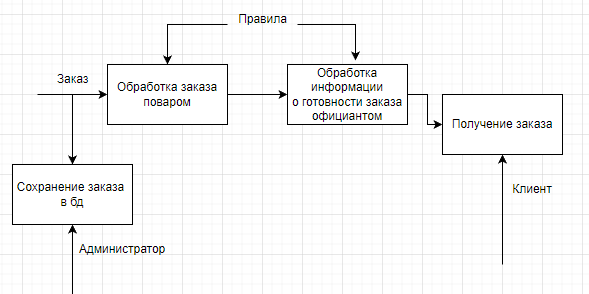 Правила
Заказ
Обработка заказа
поваром
Обработка
информации
о готовности заказа
официантом
Получение заказа
Сохранение заказа
в бд
Клиент
Администратор